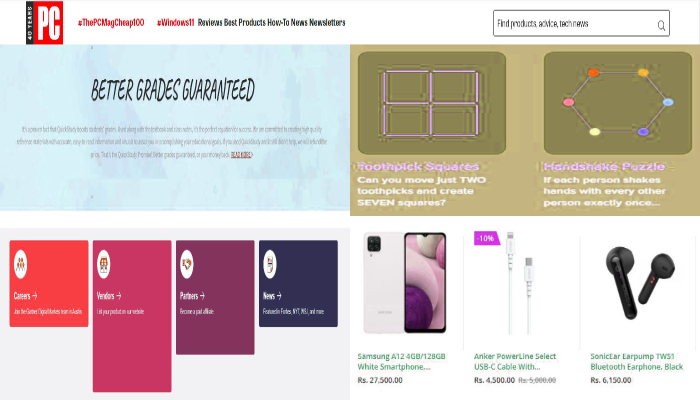 40 YEARS
PC
#ThePCMagCheap100 #Windows11 Reviews Best Products How-To News Newsletters
Find products, advice, tech news
BETTER GRADES GUARANTEED
READ MORE
Toothpick Squares
Can you move just TWO
toothpicks and create
SEVEN squares?
Handshake Puzzle
If each person shakes
hands with every other
person exactly once...
Careers →
Join the Gartner Digital Markets team in Austin
Vendors →
List your product on our website
Partners →
Become a paid affiliate
News →
Featured in Forbes, NYT, WSJ, and more
Samsung A12 4GB/128GB
White Smartphone,...
Rs. 27,500.00
-10%
Anker PowerLine Select
USB-C Cable With...
Rs. 4,500.00 Rs. 5,000.00
SonicEar Earpump TWS1
Bluetooth Earphone, Black
Rs. 6,150.00